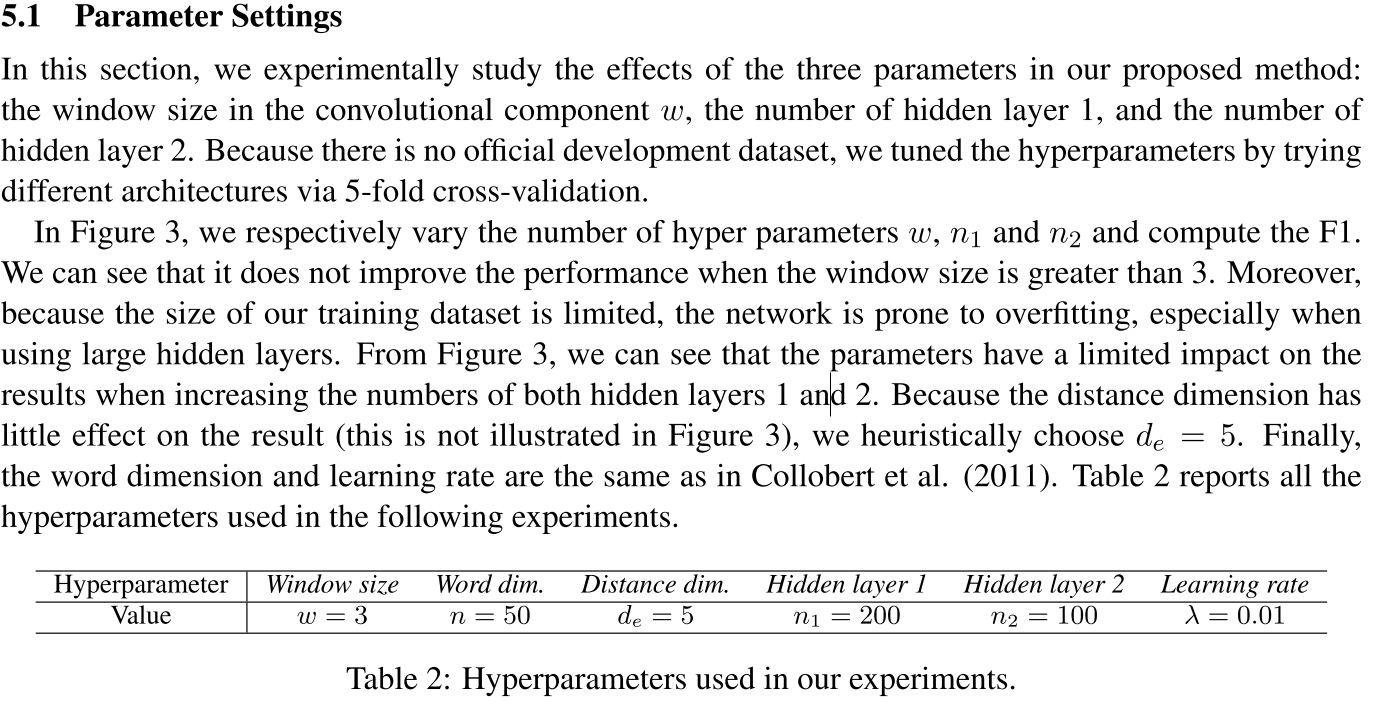 5.1 Parameter Settings
In this section, we experimentally study the effects of the three parameters in our proposed method:
the window size in the convolutional component w, the number of hidden layer 1, and the number of
hidden layer 2. Because there is no official development dataset, we tuned the hyperparameters by trying
different architectures via 5-fold cross-validation.
In Figure 3, we respectively vary the number of hyper parameters w, n₁ and n₂ and compute the F1.
We can see that it does not improve the performance when the window size is greater than 3. Moreover,
because the size of our training dataset is limited, the network is prone to overfitting, especially when
using large hidden layers. From Figure 3, we can see that the parameters have a limited impact on the
results when increasing the numbers of both hidden layers 1 and 2. Because the distance dimension has
little effect on the result (this is not illustrated in Figure 3), we heuristically choose dₑ = 5. Finally,
the word dimension and learning rate are the same as in Collobert et al. (2011). Table 2 reports all the
hyperparameters used in the following experiments.
Hyperparameter Window size Word dim. Distance dim. Hidden layer 1 Hidden layer 2 Learning rate
Value w = 3 n = 50 dₑ = 5 n₁ = 200 n₂ = 100 λ = 0.01
Table 2: Hyperparameters used in our experiments.